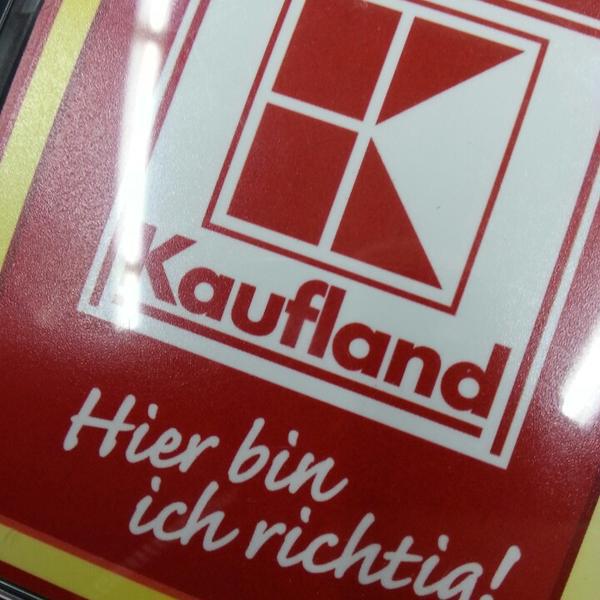 Kaufland
Hier bin
ich richtig!